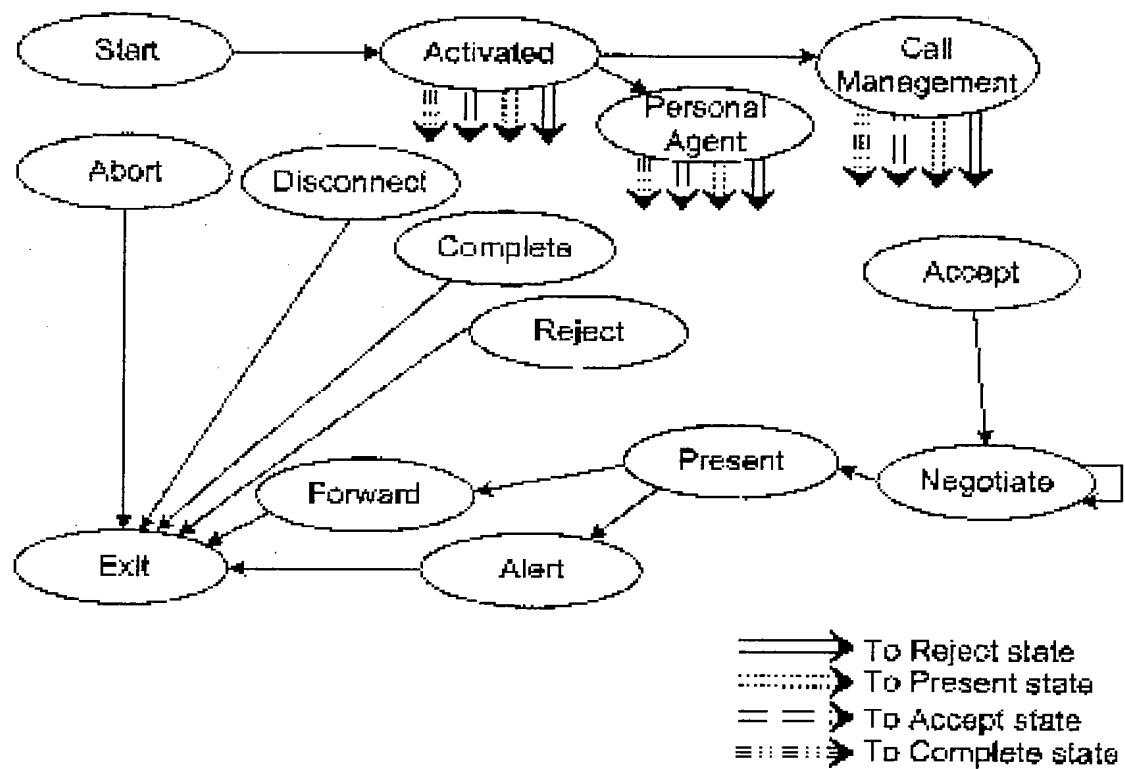 Start
Activated
Call
Management
Personal
Agent
Abort
Disconnect
Complete
Accept
Reject
Present
Negotiate
Forward
Exit
Alert
To Reject state
To Present state
To Accept state
To Complete state